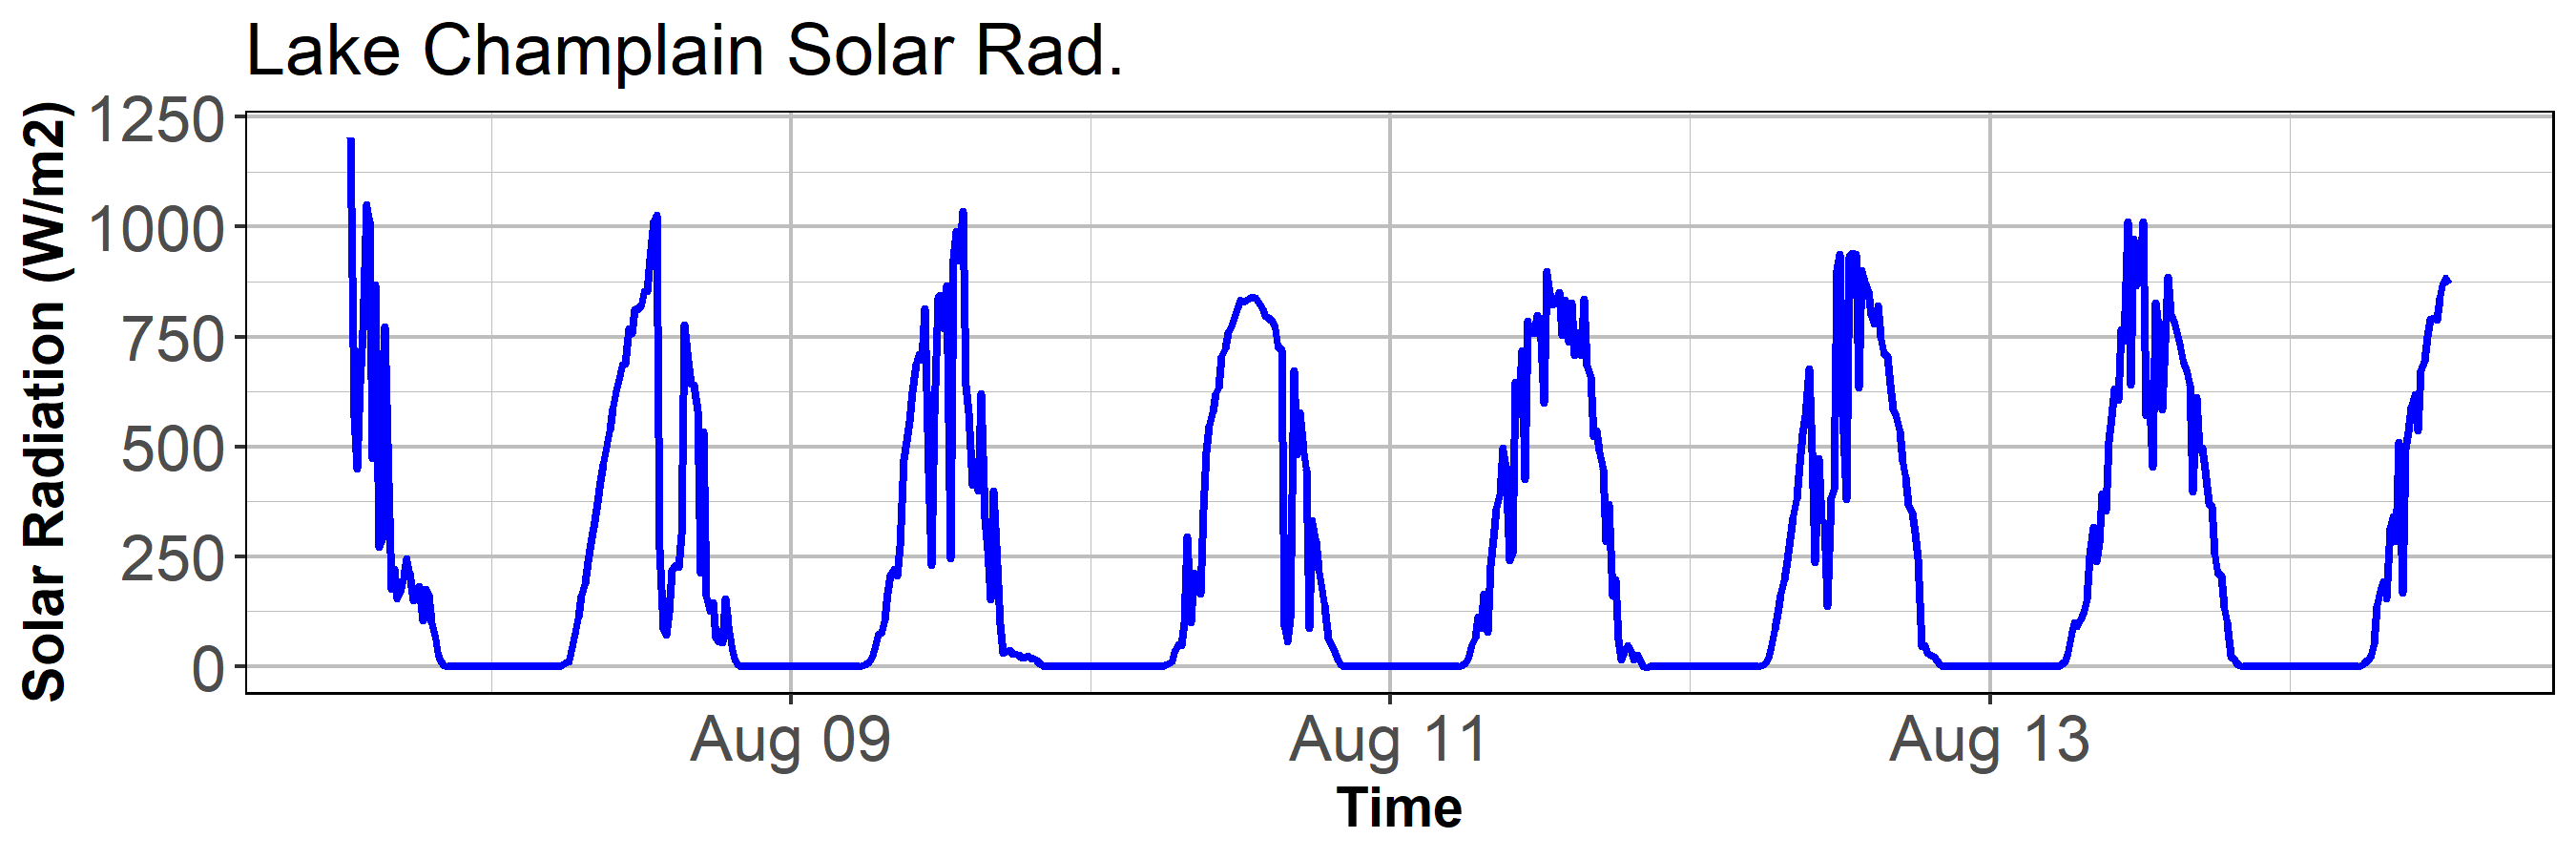 Lake Champlain Solar Rad.
Solar Radiation (W/m2)
1250
1000
750
500
250
0
Aug 09
Aug 11
Aug 13
Time